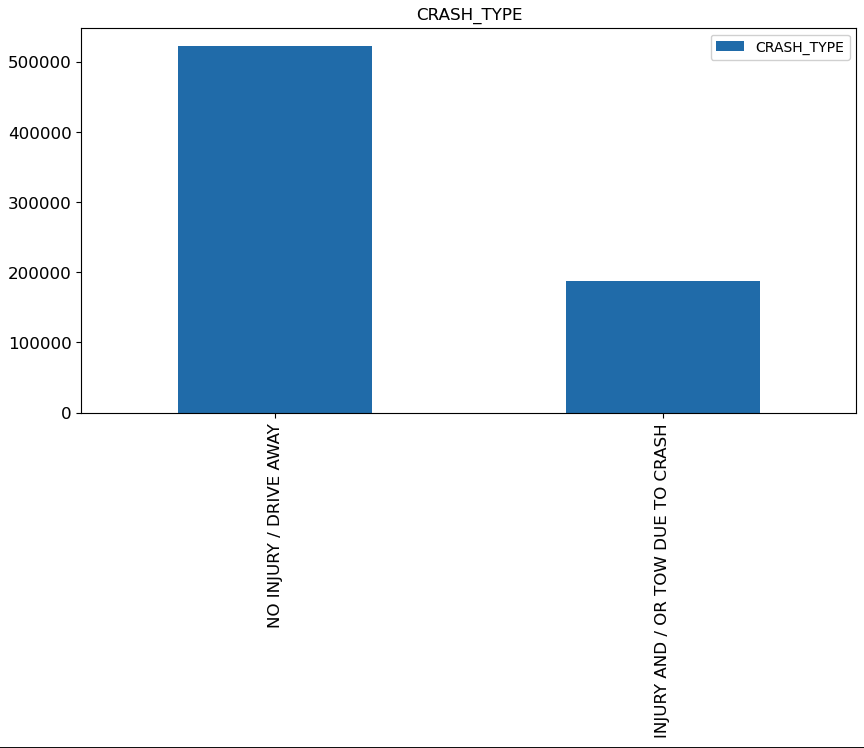 CRASH_TYPE
CRASH_TYPE
500000
400000
300000
200000
100000
0
NO INJURY / DRIVE AWAY
INJURY AND / OR TOW DUE TO CRASH